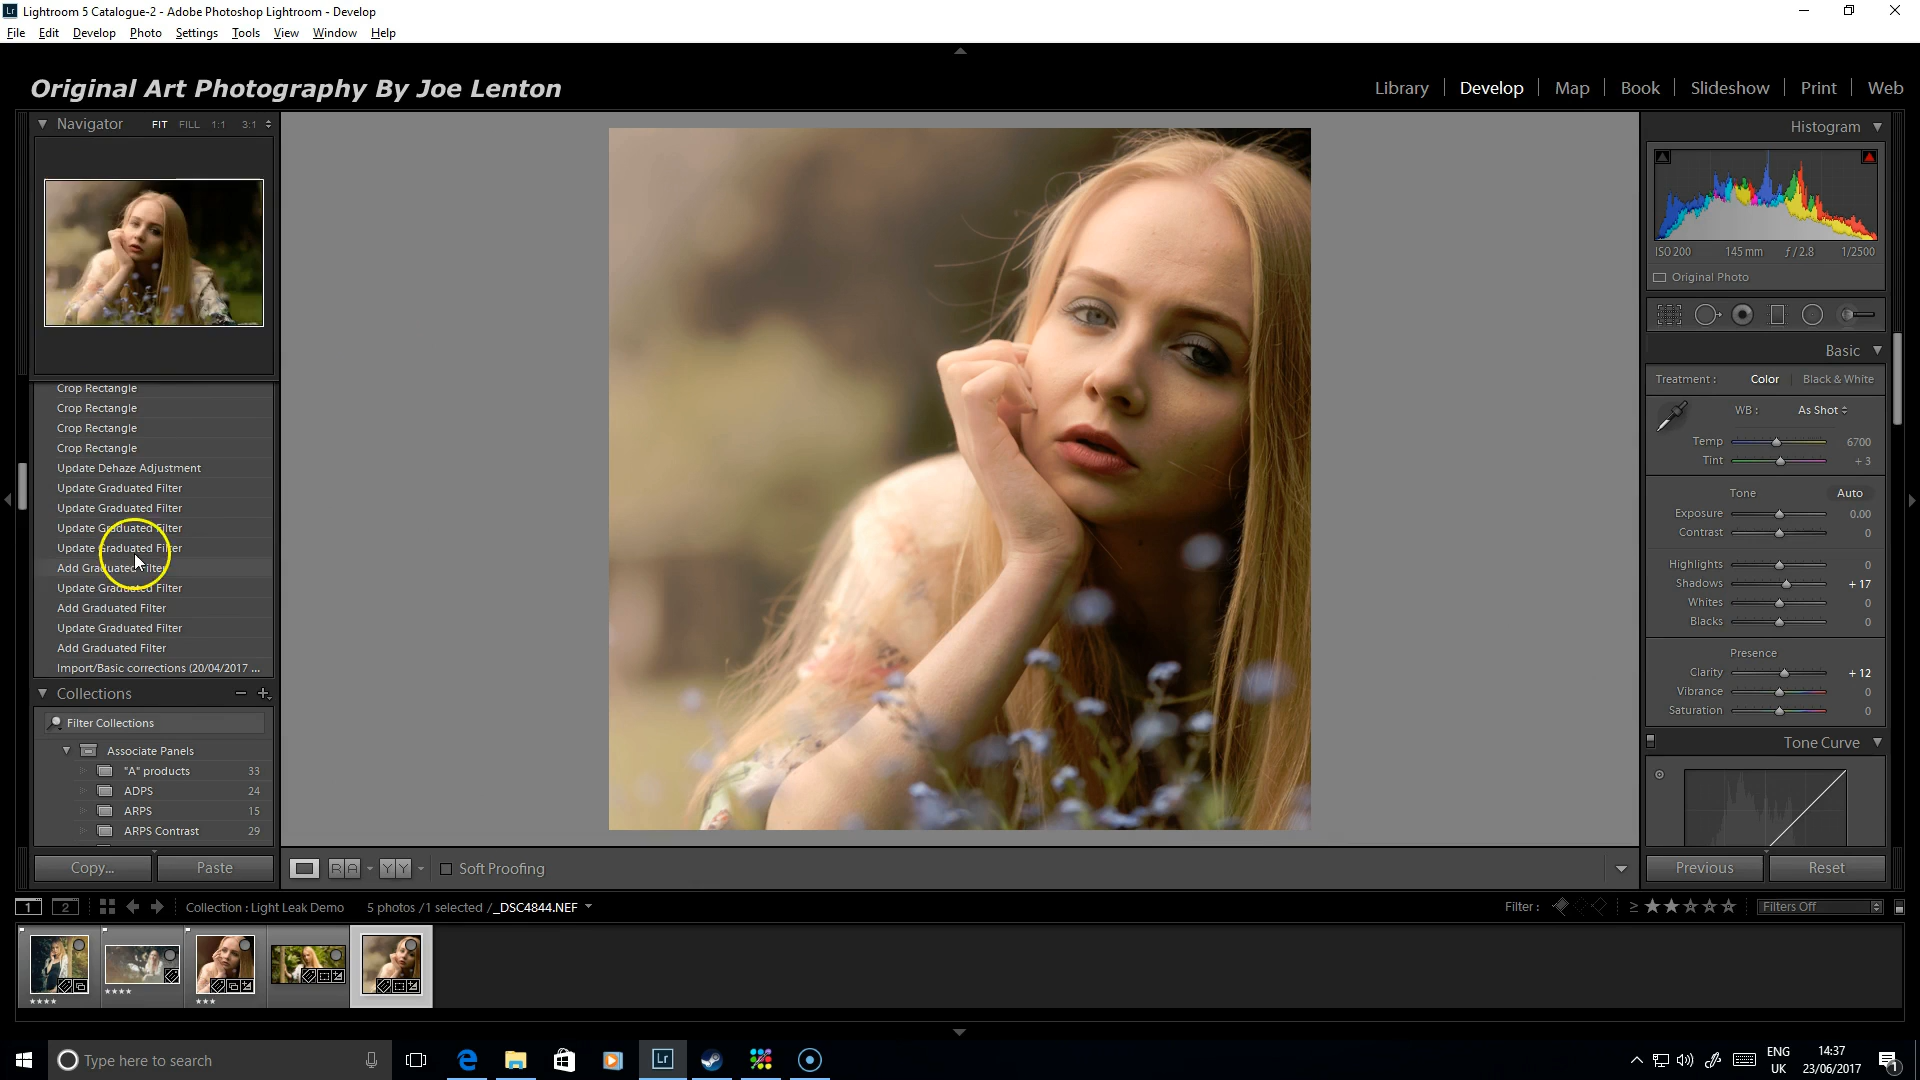 Lr Lightroom 5 Catalogue-2 - Adobe Photoshop Lightroom - Develop
File Edit Develop Photo Settings Tools View Window Help
Original Art Photography By Joe Lenton
Library Develop Map Book Slideshow Print Web
Navigator FIT FILL 1:1 3:1
Crop Rectangle
Crop Rectangle
Crop Rectangle
Crop Rectangle
Update Dehaze Adjustment
Update Graduated Filter
Update Graduated Filter
Update Graduated Filter
Update Graduated Filter
Add Graduated Filter
Update Graduated Filter
Add Graduated Filter
Update Graduated Filter
Add Graduated Filter
Import/Basic corrections (20/04/2017 ...
Collections
Filter Collections
Associate Panels
"A" products 33
ADPS 24
ARPS 15
ARPS Contrast 29
Copy... Paste
Histogram
ISO 200 145 mm ƒ / 2.8 1/2500
Original Photo
Basic
Treatment : Color Black & White
WB : As Shot
Temp 6700
Tint + 3
Tone Auto
Exposure 0.00
Contrast 0
Highlights 0
Shadows + 17
Whites 0
Blacks 0
Presence
Clarity + 12
Vibrance 0
Saturation 0
Tone Curve
Previous Reset
R A Y Y Soft Proofing
1 2 Collection : Light Leak Demo 5 photos / 1 selected / _DSC4844.NEF
Filter : ≥ Filters Off
Type here to search
Lr
ENG
UK
14:37
23/06/2017
1